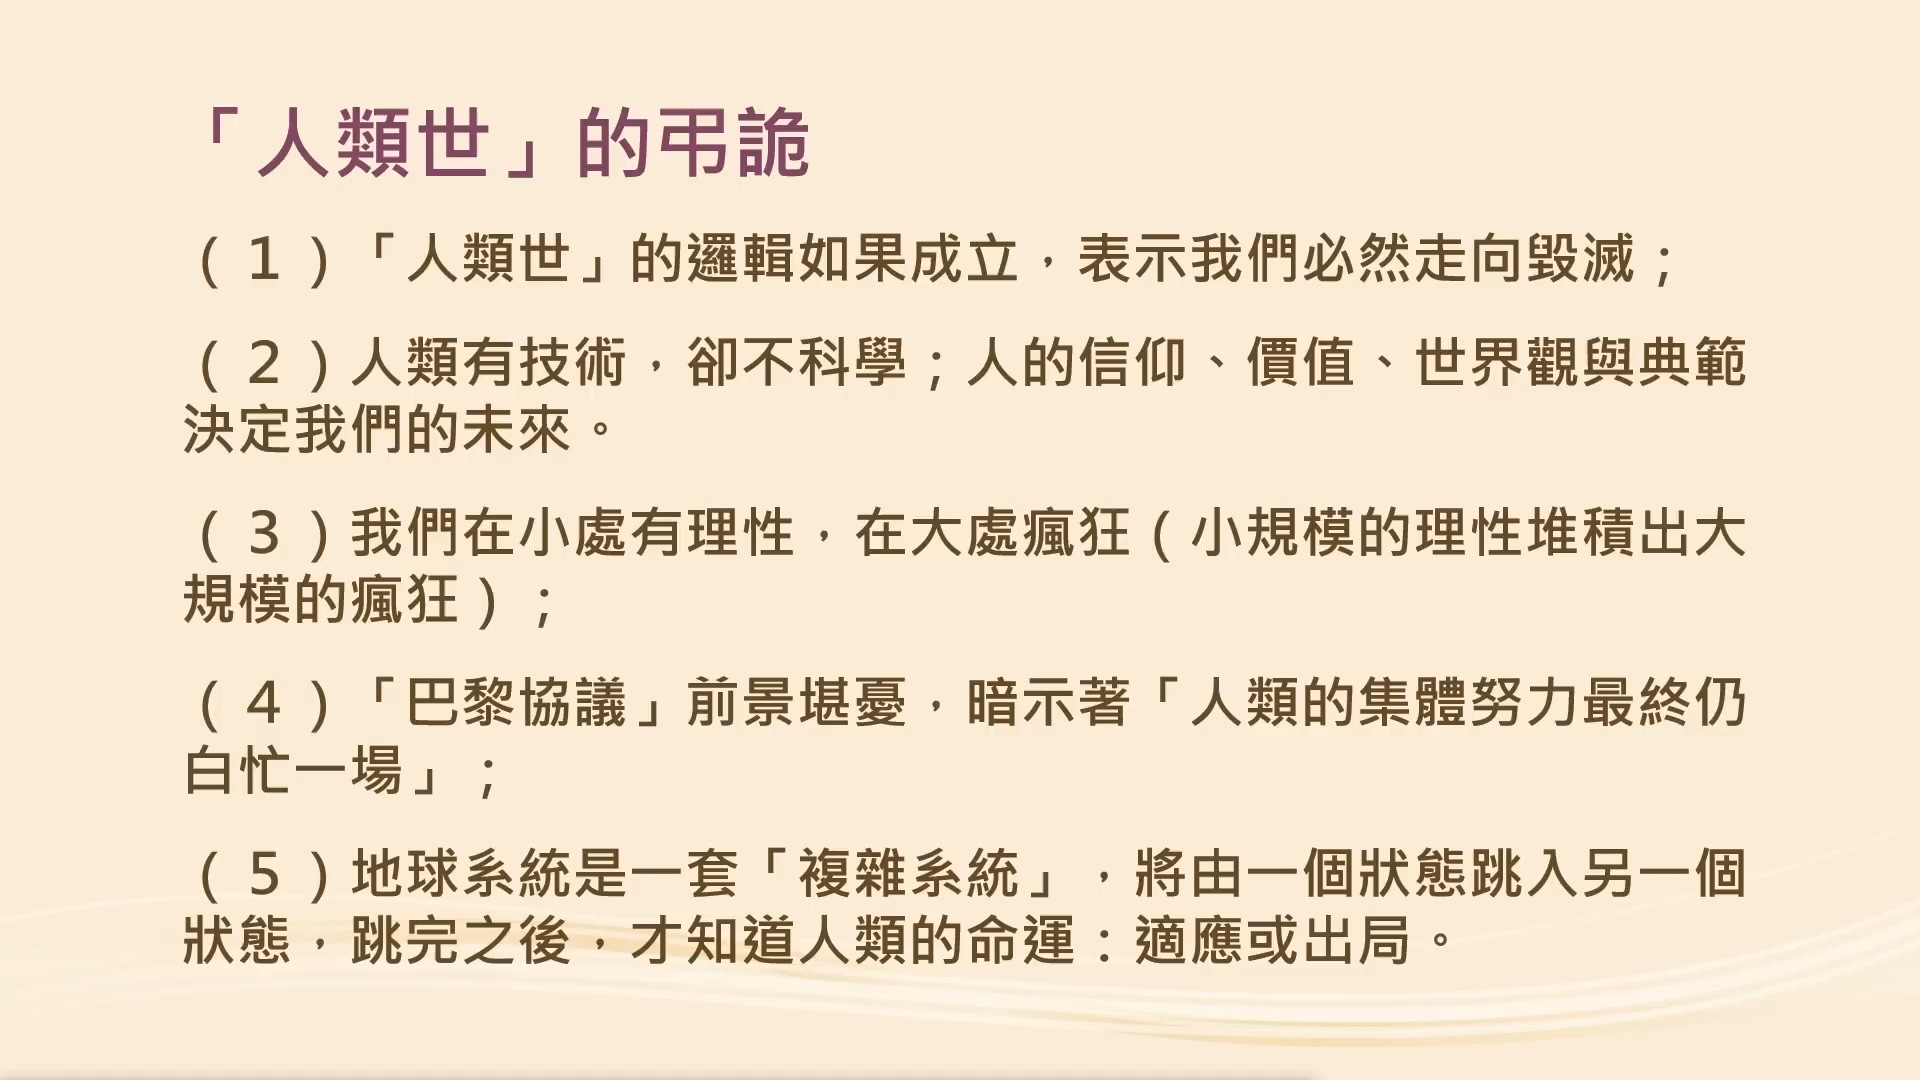 「人類世」的弔詭
（1）「人類世」的邏輯如果成立，表示我們必然走向毀滅；
（2）人類有技術，卻不科學；人的信仰、價值、世界觀與典範
決定我們的未來。
（3）我們在小處有理性，在大處瘋狂（小規模的理性堆積出大
規模的瘋狂）；
（4）「巴黎協議」前景堪憂，暗示著「人類的集體努力最終仍
白忙一場」；
（5）地球系統是一套「複雜系統」，將由一個狀態跳入另一個
狀態，跳完之後，才知道人類的命運：適應或出局。